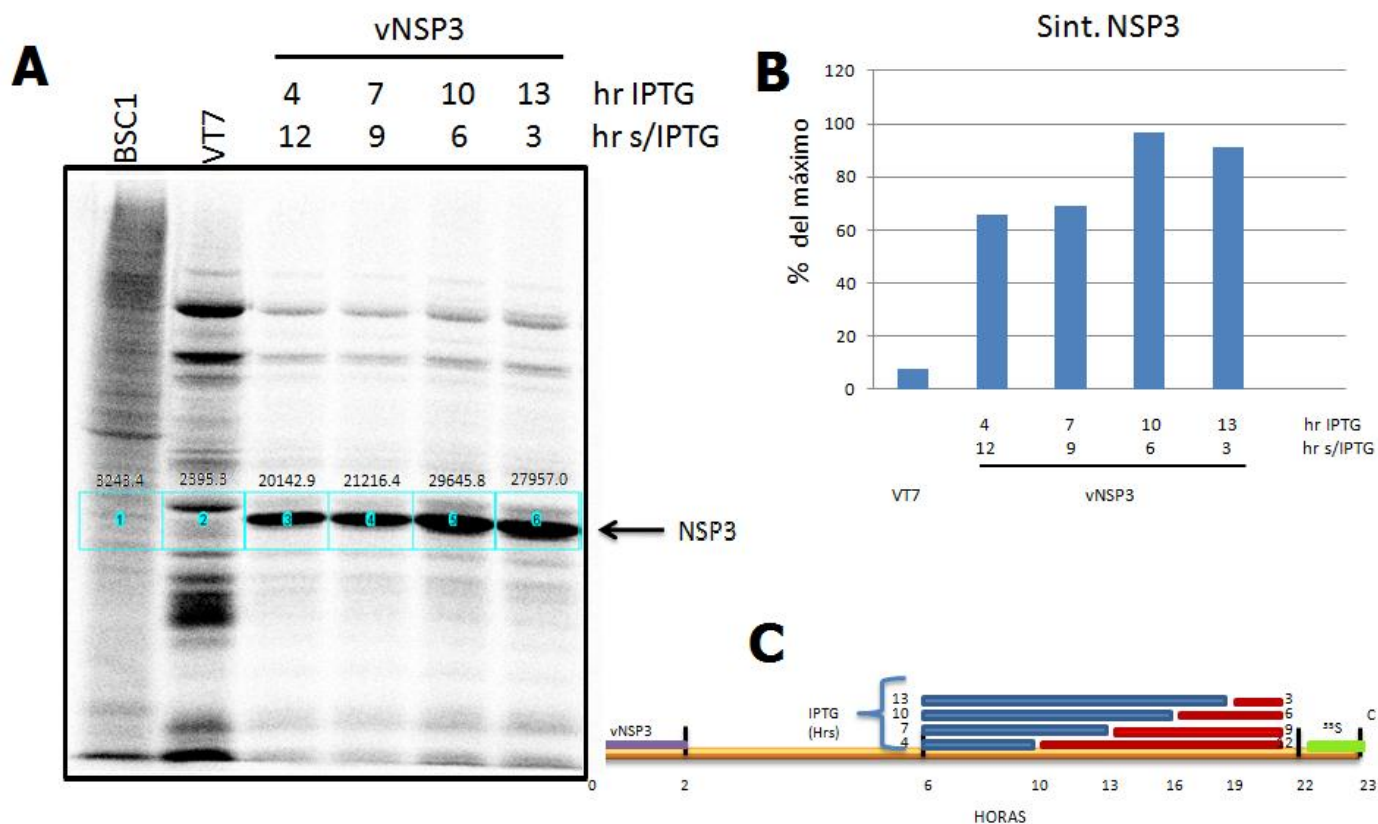 A
vNSP3
BSC1
VT7
4 7 10 13 hr IPTG
12 9 6 3 hr s/IPTG
3243.4 2395.3 20142.9 21216.4 29645.8 27957.0
1 2 3 4 5 6
NSP3
B
Sint. NSP3
% del máximo
120
100
80
60
40
20
0
4 7 10 13 hr IPTG
12 9 6 3 hr s/IPTG
VT7 vNSP3
C
vNSP3
IPTG
(Hrs)
13 3
10 6
7 9
4 12
³⁵S
C
0 2 6 10 13 16 19 22 23
HORAS